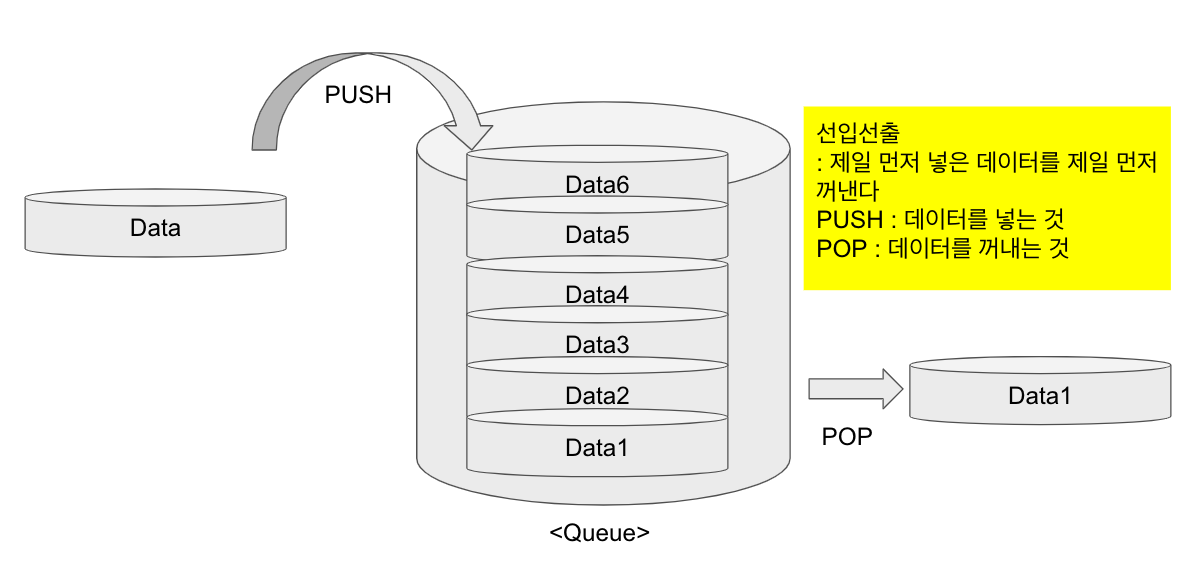 PUSH
Data
Data6
Data5
Data4
Data3
Data2
Data1
<Queue>
선입선출
: 제일 먼저 넣은 데이터를 제일 먼저
꺼낸다
PUSH : 데이터를 넣는 것
POP : 데이터를 꺼내는 것
Data1
POP